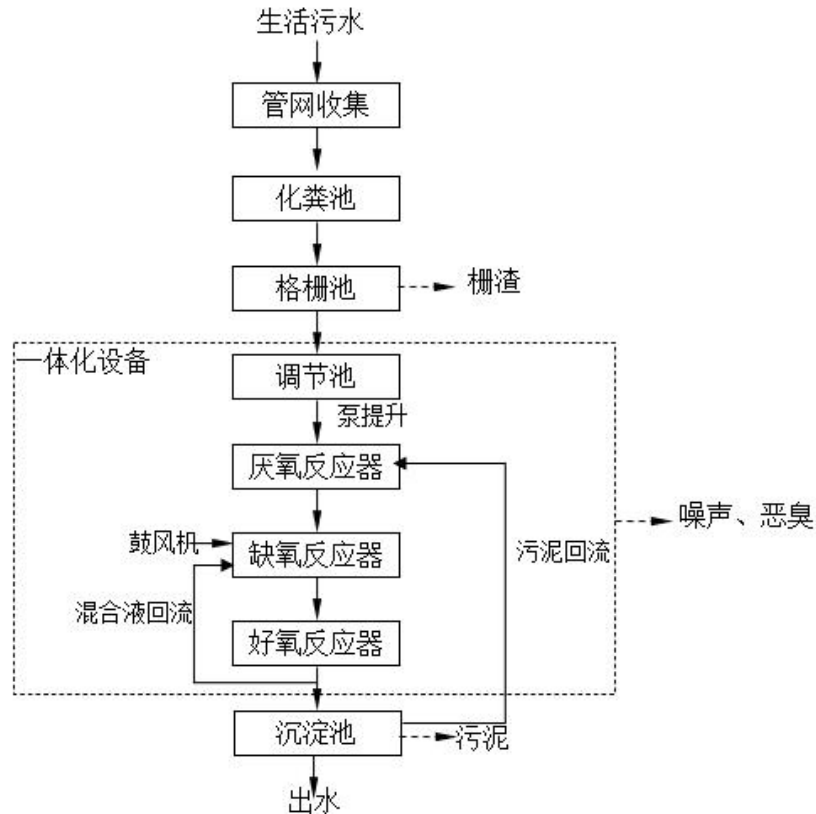 生活污水
管网收集
化粪池
格栅池
栅渣
一体化设备
调节池
泵提升
厌氧反应器
噪声、恶臭
鼓风机
缺氧反应器
污泥回流
混合液回流
好氧反应器
沉淀池
污泥
出水